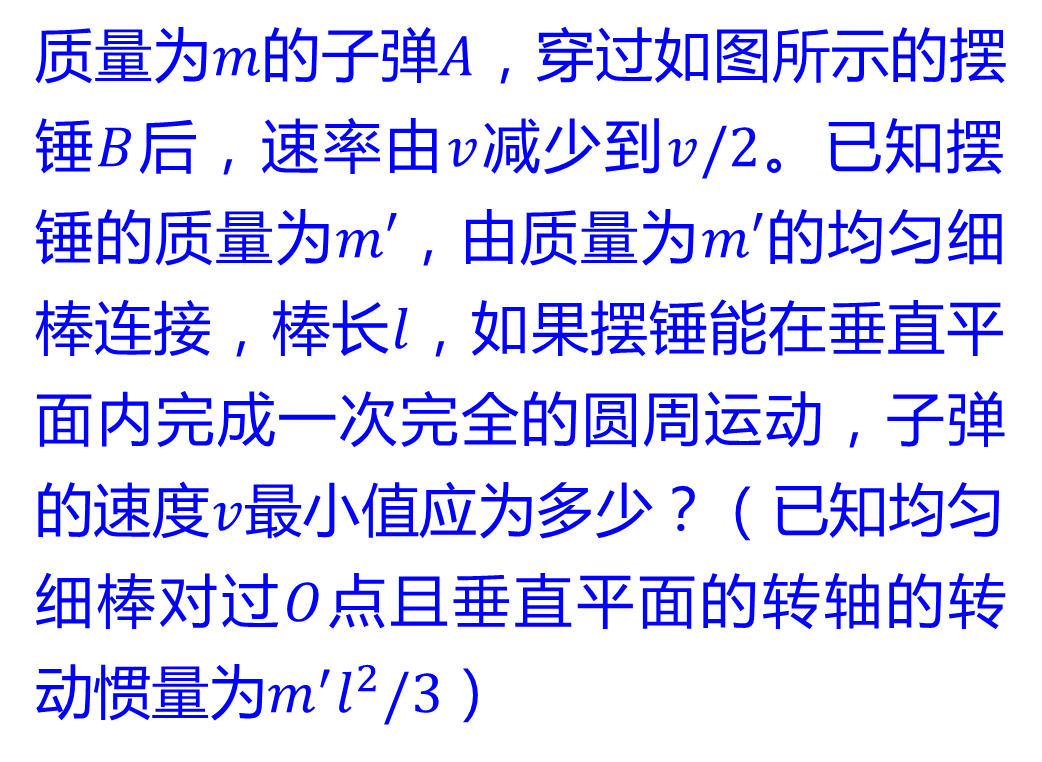 质量为m的子弹A，穿过如图所示的摆
锤B后，速率由v减少到v/2。已知摆
锤的质量为m′，由质量为m′的均匀细
棒连接，棒长l，如果摆锤能在垂直平
面内完成一次完全的圆周运动，子弹
的速度v最小值应为多少？（已知均匀
细棒对过O点且垂直平面的转轴的转
动惯量为m′l²/3）